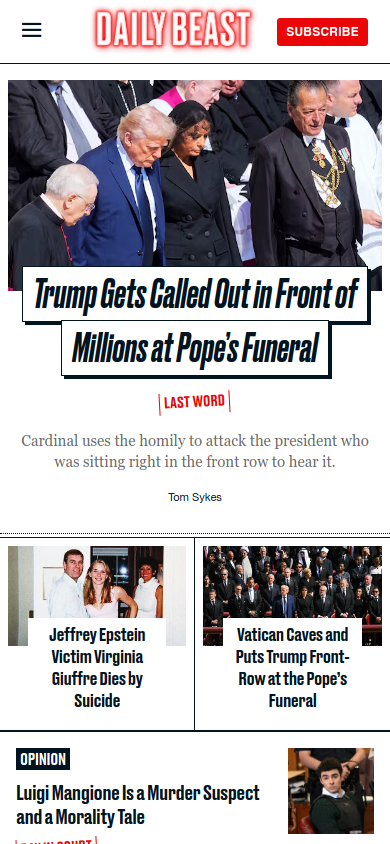 DAILY BEAST
SUBSCRIBE
Trump Gets Called Out in Front of
Millions at Pope's Funeral
LAST WORD
Cardinal uses the homily to attack the president who
was sitting right in the front row to hear it.
Tom Sykes
Jeffrey Epstein
Victim Virginia
Giuffre Dies by
Suicide
Vatican Caves and
Puts Trump Front-
Row at the Pope's
Funeral
OPINION
Luigi Mangione Is a Murder Suspect
and a Morality Tale